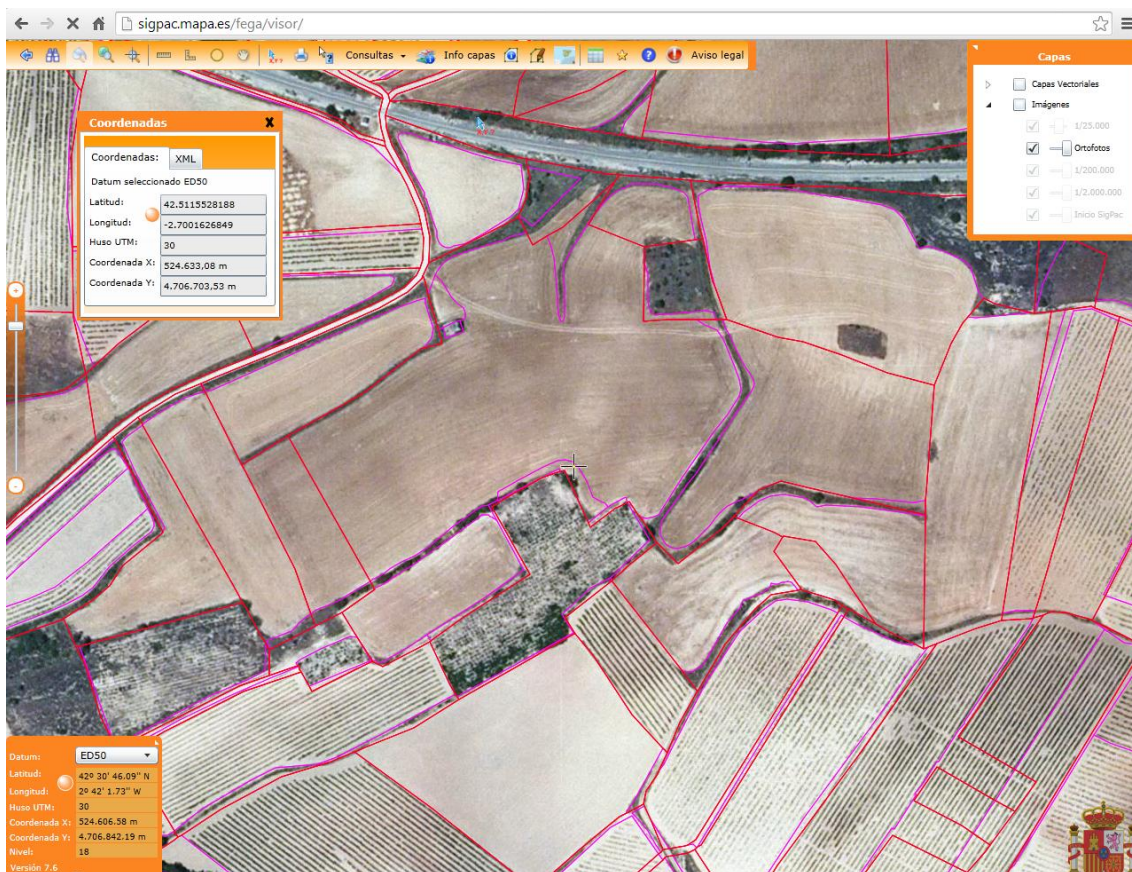 sigpac.mapa.es/fega/visor/
Consultas
Info capas
Aviso legal
Capas
Capas Vectoriales
Imágenes
1/25.000
Ortofotos
1/200.000
1/2.000.000
Inicio SigPac
Coordenadas
X
Coordenadas:
XML
Datum seleccionado ED50
Latitud:
42.5115528188
Longitud:
-2.7001626849
Huso UTM:
30
Coordenada X:
524.633,08 m
Coordenada Y:
4.706.703,53 m
Datum:
ED50
Latitud:
42º 30' 46.09'' N
Longitud:
2º 42' 1.73'' W
Huso UTM:
30
Coordenada X:
524.606.58 m
Coordenada Y:
4.706.842.19 m
Nivel:
18
Versión 7.6